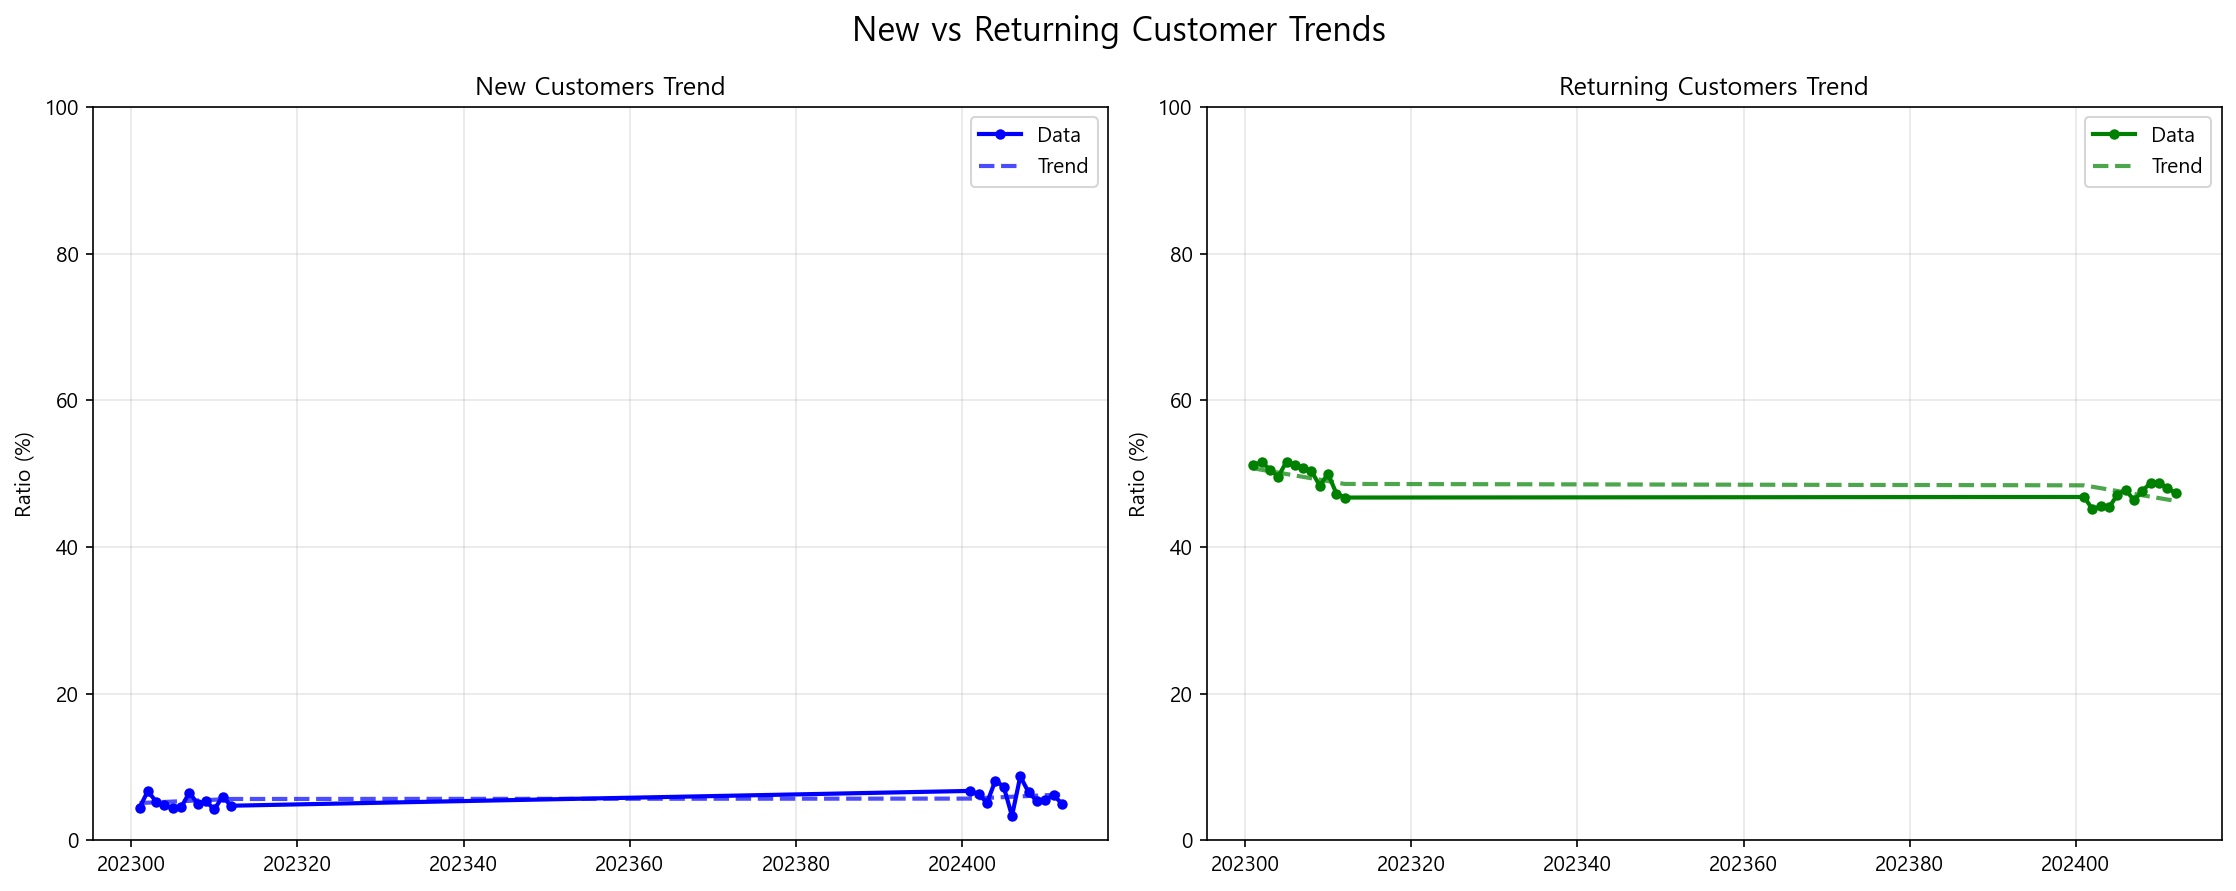 New vs Returning Customer Trends
New Customers Trend
100
80
60
40
20
0
Ratio (%)
202300 202320 202340 202360 202380 202400
Data
Trend
Returning Customers Trend
100
80
60
40
20
0
Ratio (%)
202300 202320 202340 202360 202380 202400
Data
Trend